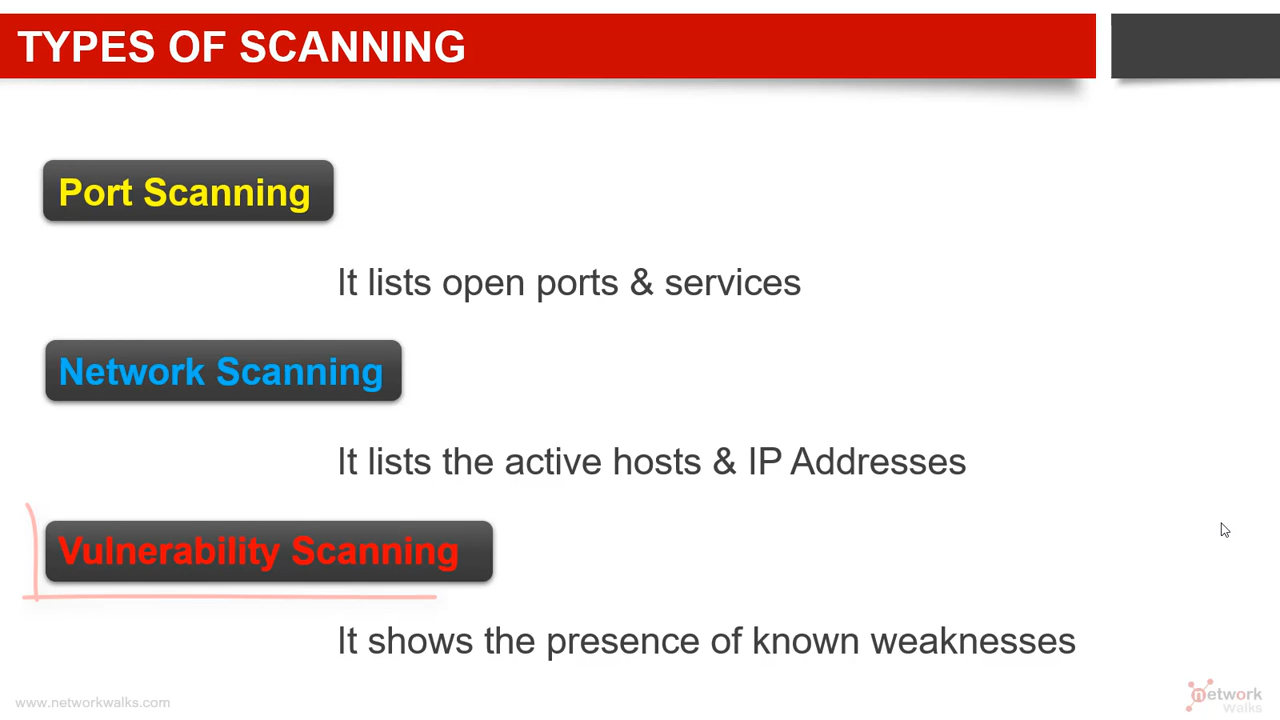 TYPES OF SCANNING
Port Scanning
It lists open ports & services
Network Scanning
It lists the active hosts & IP Addresses
Vulnerability Scanning
It shows the presence of known weaknesses
www.networkwalks.com
network
Walks